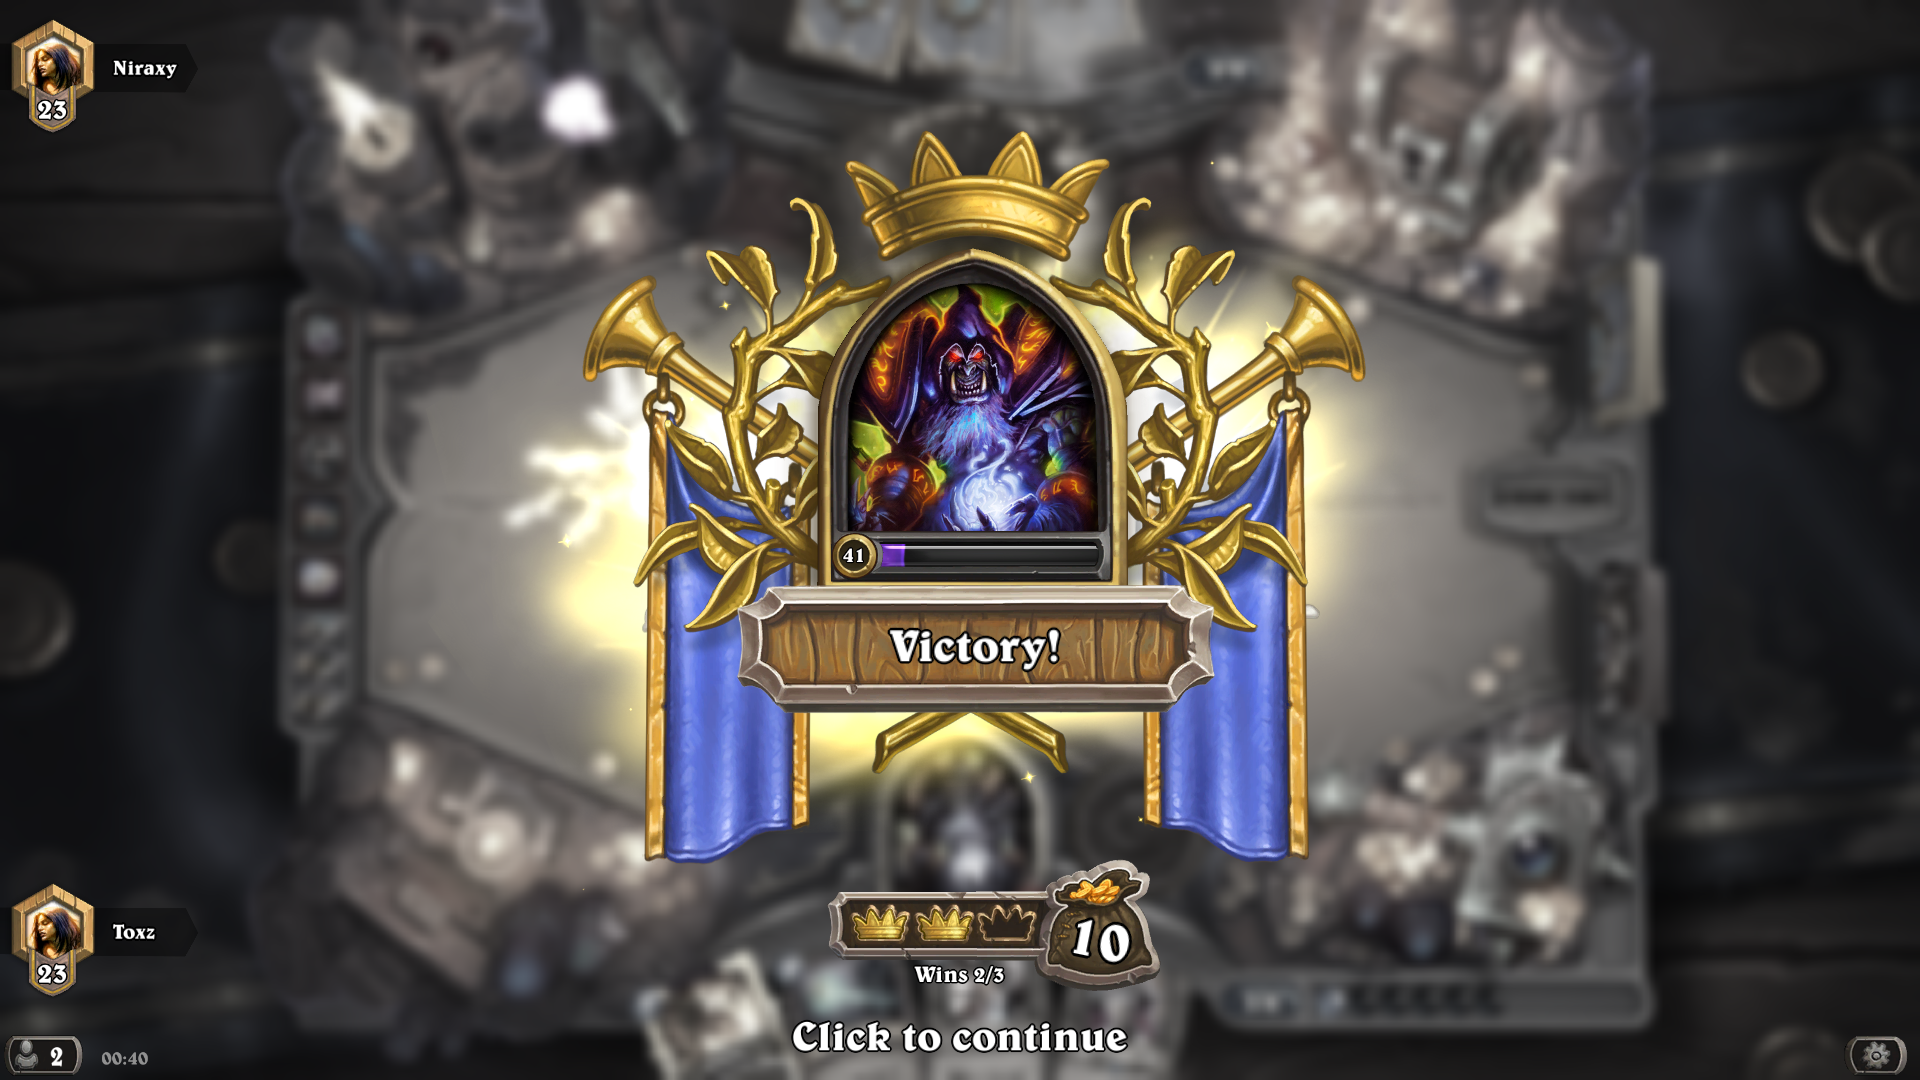 Niraxy
23
41
Victory!
Toxz
23
10
Wins 2/3
Click to continue
2
00:40